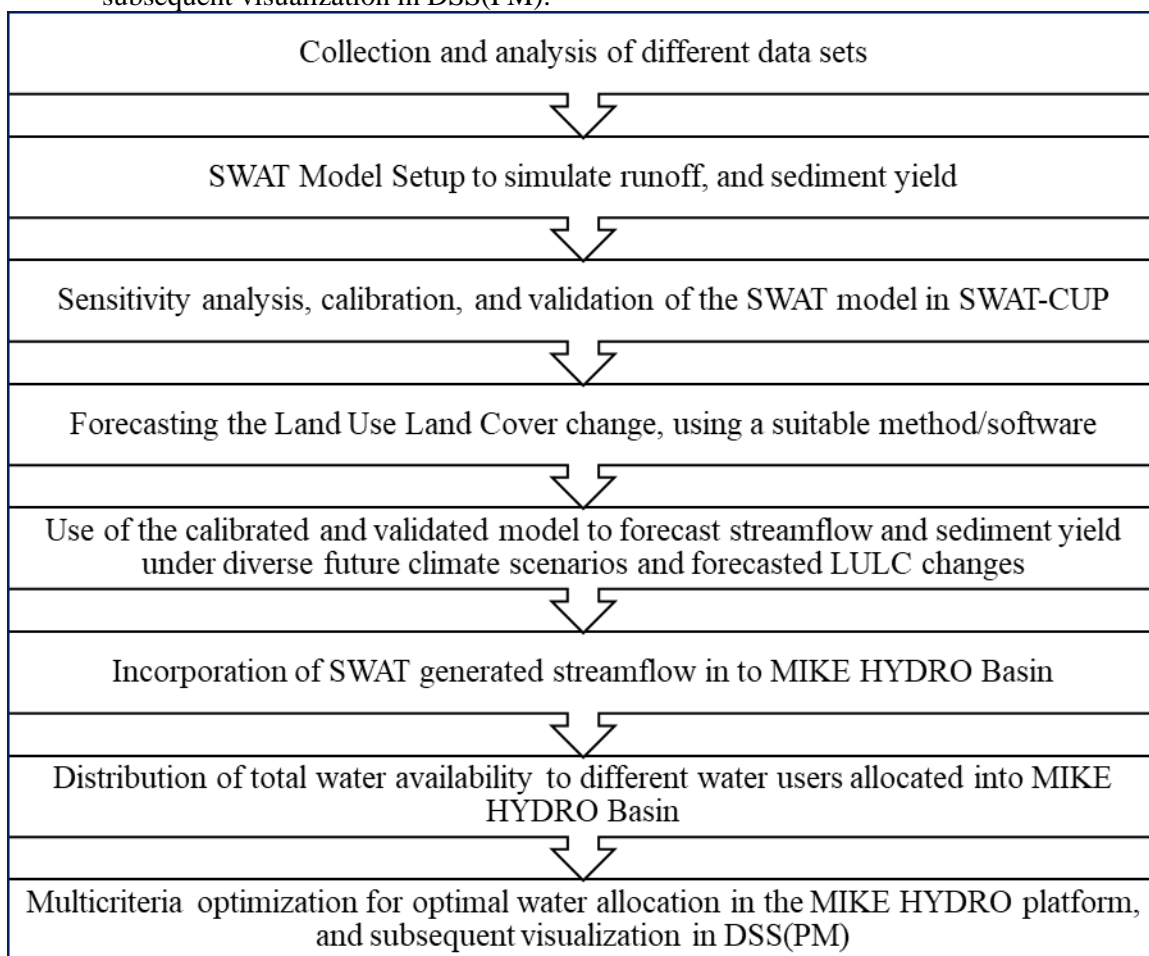 subsequent visualization in DSS(PM).
Collection and analysis of different data sets
SWAT Model Setup to simulate runoff, and sediment yield
Sensitivity analysis, calibration, and validation of the SWAT model in SWAT-CUP
Forecasting the Land Use Land Cover change, using a suitable method/software
Use of the calibrated and validated model to forecast streamflow and sediment yield
under diverse future climate scenarios and forecasted LULC changes
Incorporation of SWAT generated streamflow in to MIKE HYDRO Basin
Distribution of total water availability to different water users allocated into MIKE
HYDRO Basin
Multicriteria optimization for optimal water allocation in the MIKE HYDRO platform,
and subsequent visualization in DSS(PM)